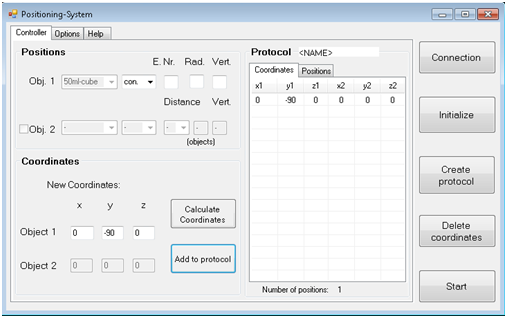 Positioning-System
Controller Options Help
Positions
E. Nr. Rad. Vert.
Obj. 1 50ml-cube con.
Distance Vert.
Obj. 2 - - - - -
(objects)
Coordinates
New Coordinates:
x y z
Object 1 0 -90 0
Object 2 0 0 0
Calculate
Coordinates
Add to protocol
Protocol <NAME>
Coordinates Positions
x1 y1 z1 x2 y2 z2
0 -90 0 0 0 0
Number of positions: 1
Connection
Initialize
Create
protocol
Delete
coordinates
Start